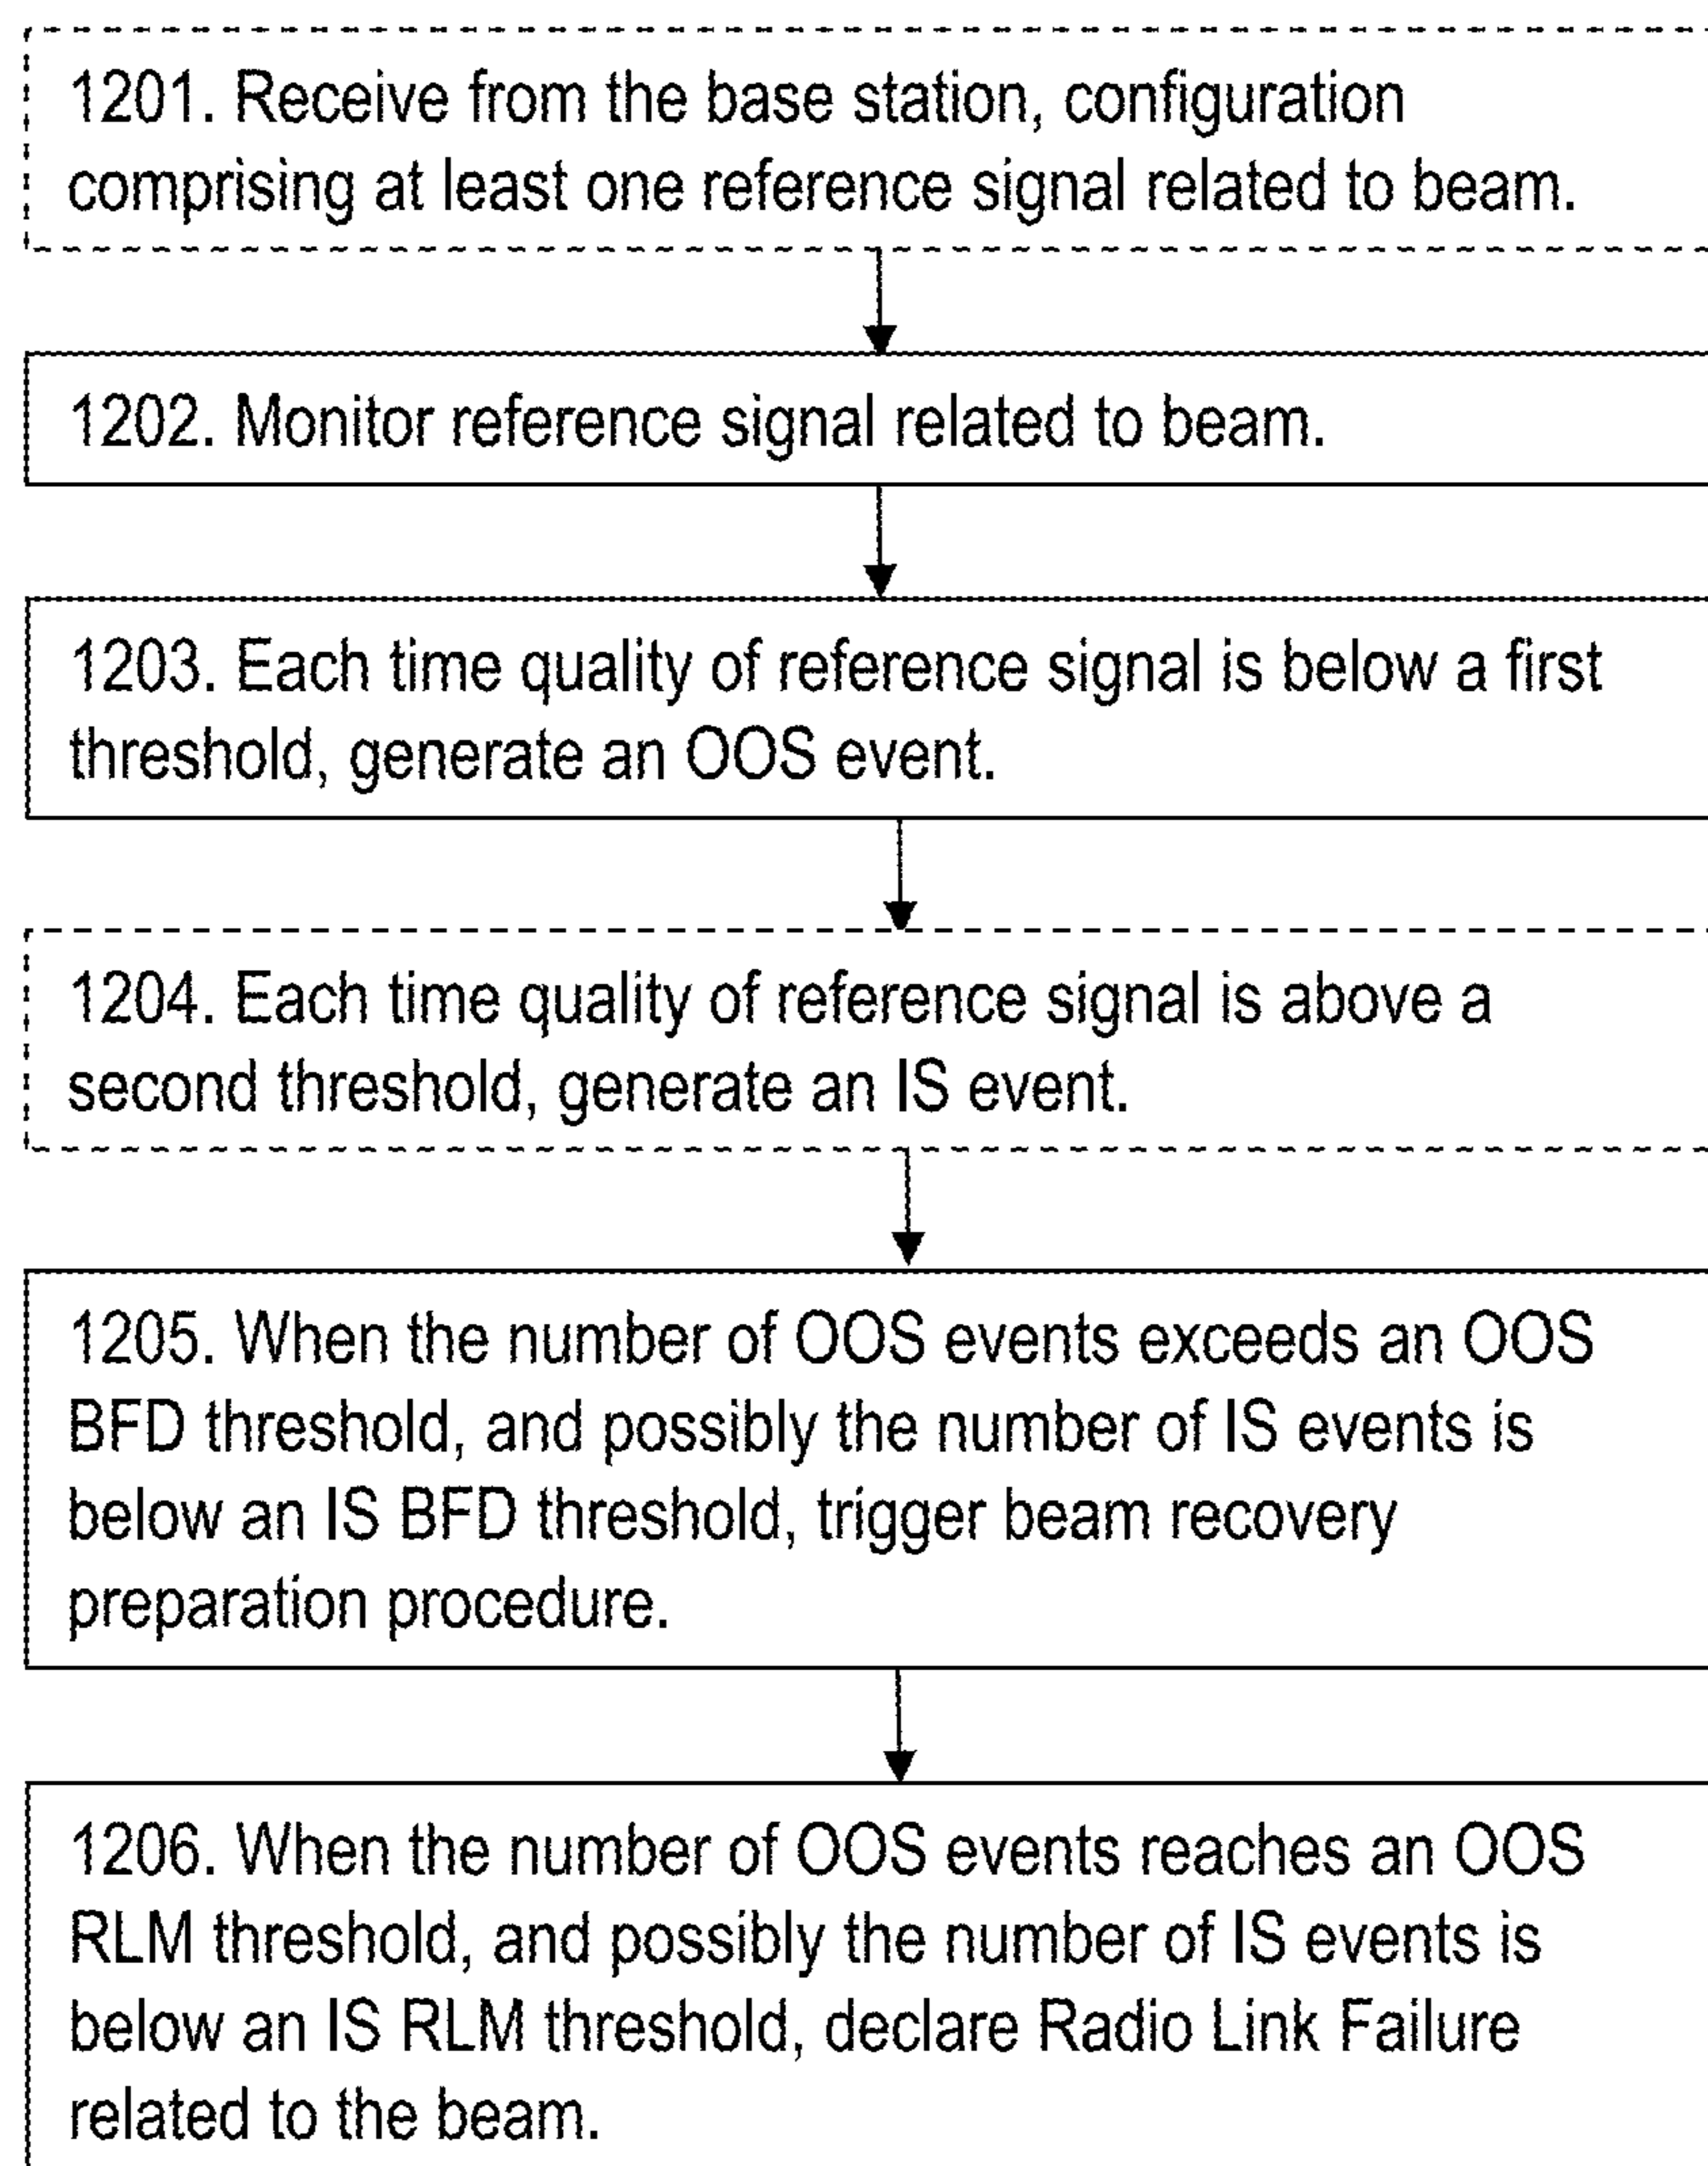 1201. Receive from the base station, configuration
comprising at least one reference signal related to beam.
1202. Monitor reference signal related to beam.
1203. Each time quality of reference signal is below a first
threshold, generate an OOS event.
1204. Each time quality of reference signal is above a
second threshold, generate an IS event.
1205. When the number of OOS events exceeds an OOS
BFD threshold, and possibly the number of IS events is
below an IS BFD threshold, trigger beam recovery
preparation procedure.
1206. When the number of OOS events reaches an OOS
RLM threshold, and possibly the number of IS events is
below an IS RLM threshold, declare Radio Link Failure
related to the beam.